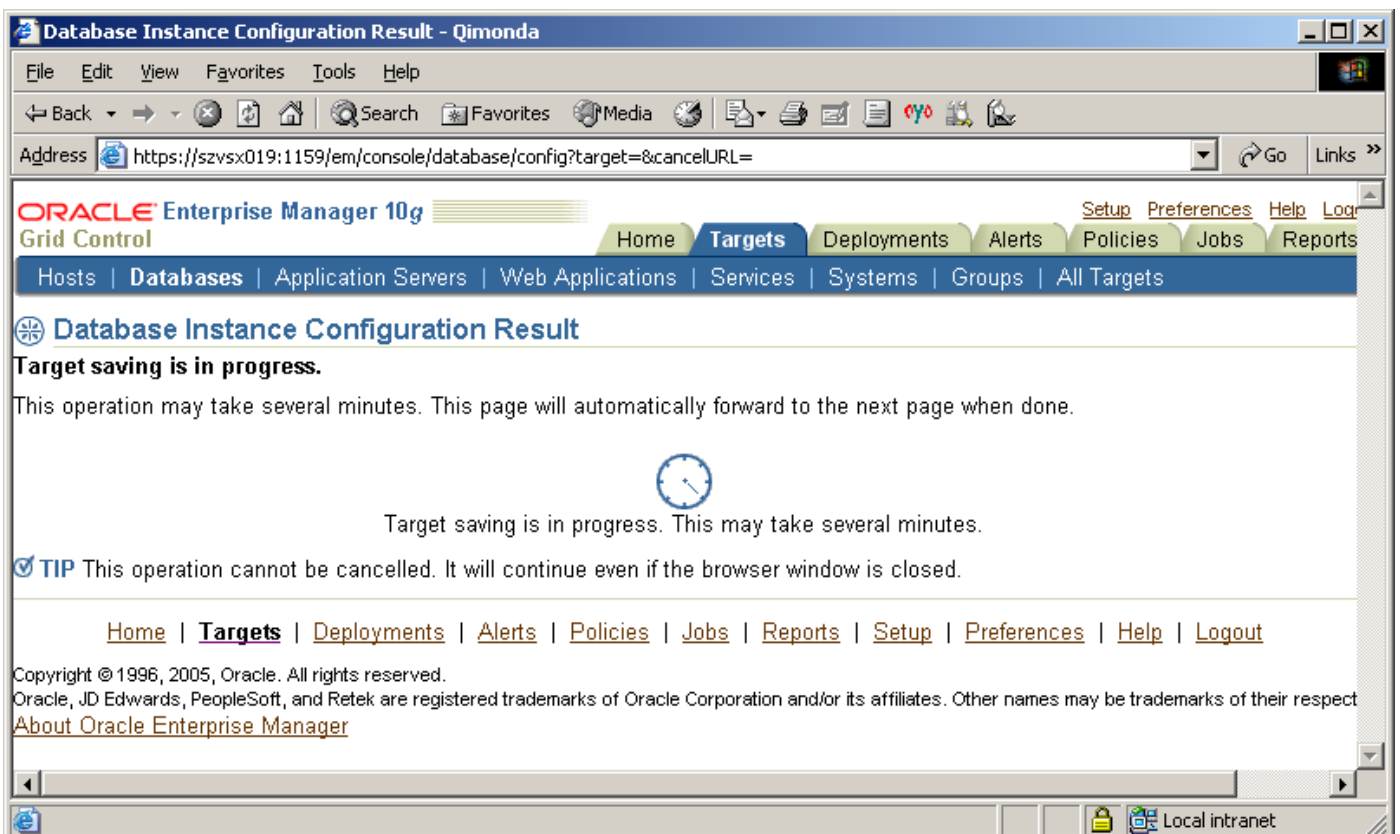 Database Instance Configuration Result - Qimonda
File Edit View Favorites Tools Help
Back Search Favorites Media
Address https://szvsx019:1159/em/console/database/config?target=&cancelURL= Go Links »
ORACLE Enterprise Manager 10g
Setup Preferences Help Logo
Grid Control
Home Targets Deployments Alerts Policies Jobs Reports
Hosts | Databases | Application Servers | Web Applications | Services | Systems | Groups | All Targets
Database Instance Configuration Result
Target saving is in progress.
This operation may take several minutes. This page will automatically forward to the next page when done.
Target saving is in progress. This may take several minutes.
TIP This operation cannot be cancelled. It will continue even if the browser window is closed.
Home | Targets | Deployments | Alerts | Policies | Jobs | Reports | Setup | Preferences | Help | Logout
Copyright © 1996, 2005, Oracle. All rights reserved.
Oracle, JD Edwards, PeopleSoft, and Retek are registered trademarks of Oracle Corporation and/or its affiliates. Other names may be trademarks of their respect
About Oracle Enterprise Manager
Local intranet